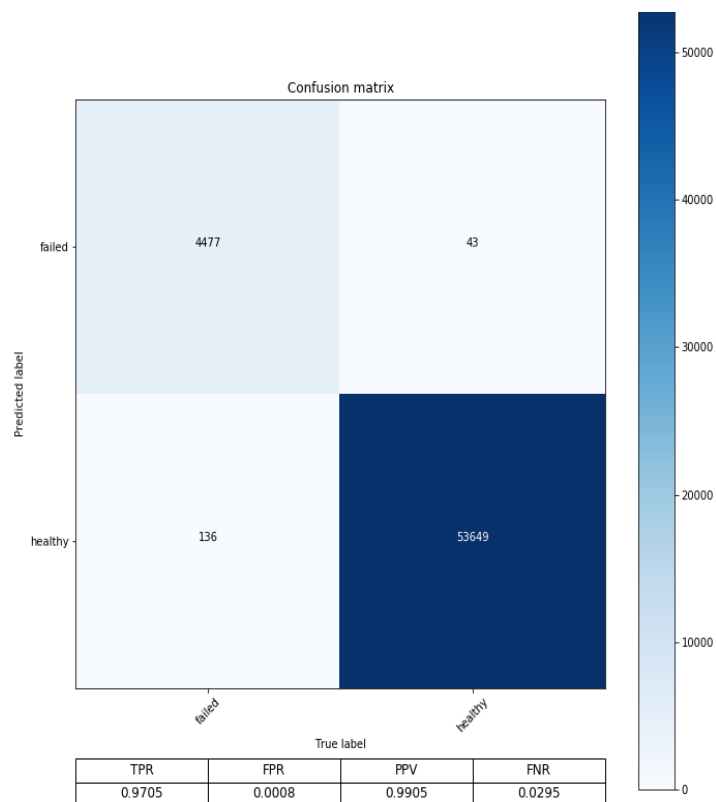 Confusion matrix
50000
40000
30000
20000
10000
0
Predicted label
failed
4477 43
healthy
136 53649
failed healthy
True label
TPR FPR PPV FNR
0.9705 0.0008 0.9905 0.0295